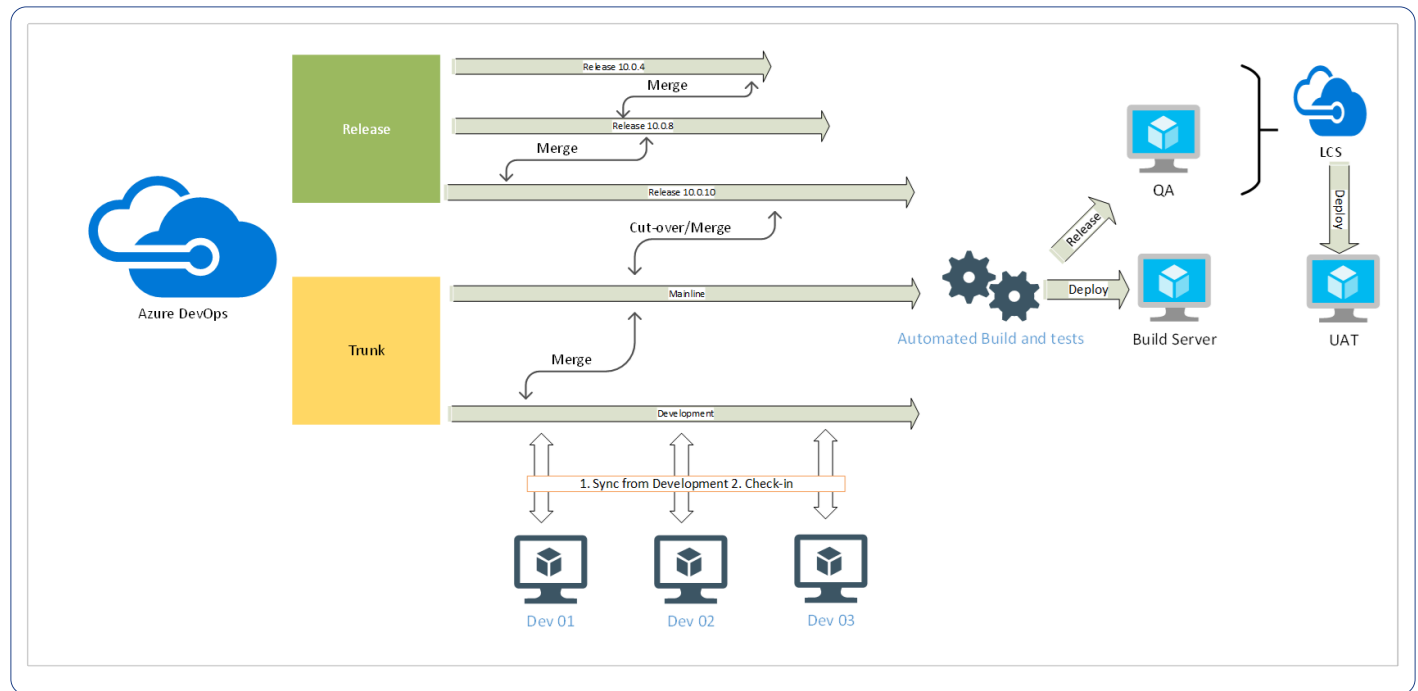 Release 10.0.4
Merge
Release
Release 10.0.8
Merge
Release 10.0.10
Cut-over/Merge
Azure DevOps
Trunk
Mainline
Merge
Development
1. Sync from Development 2. Check-in
Dev 01
Dev 02
Dev 03
Automated Build and tests
Release
Deploy
QA
Build Server
LCS
Deploy
UAT